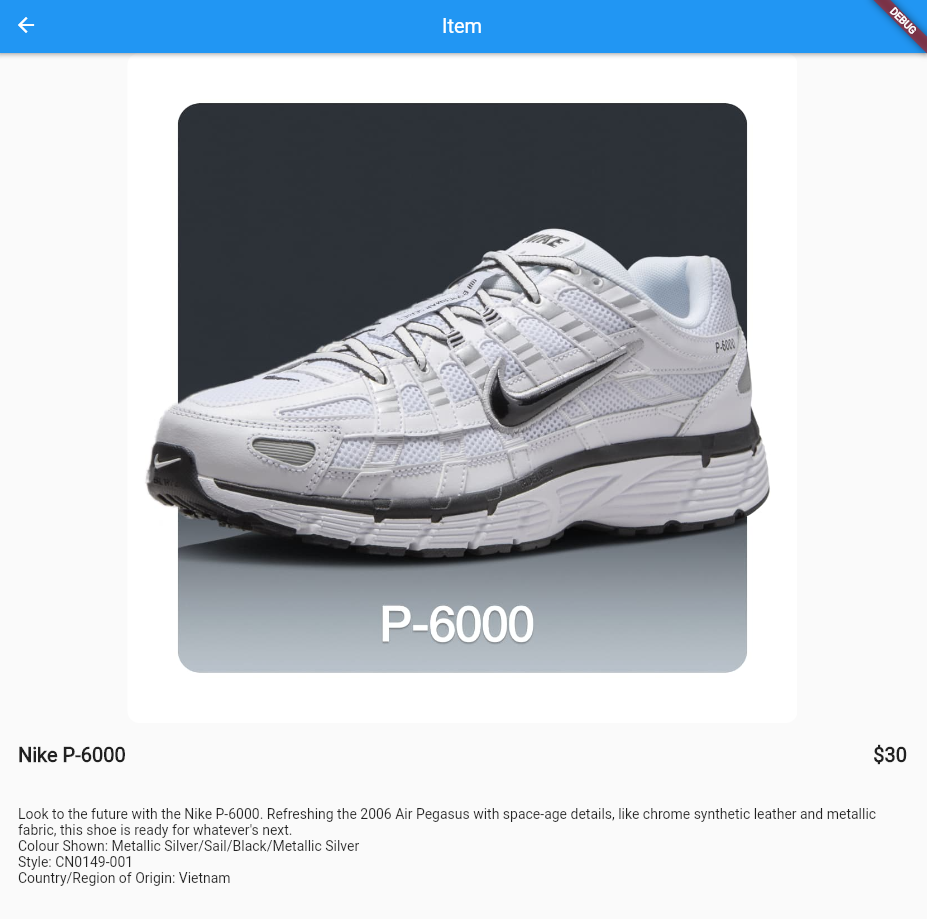 Item
DEBUG
NIKE
P-6000
P-6000
Nike P-6000
$30
Look to the future with the Nike P-6000. Refreshing the 2006 Air Pegasus with space-age details, like chrome synthetic leather and metallic
fabric, this shoe is ready for whatever's next.
Colour Shown: Metallic Silver/Sail/Black/Metallic Silver
Style: CN0149-001
Country/Region of Origin: Vietnam